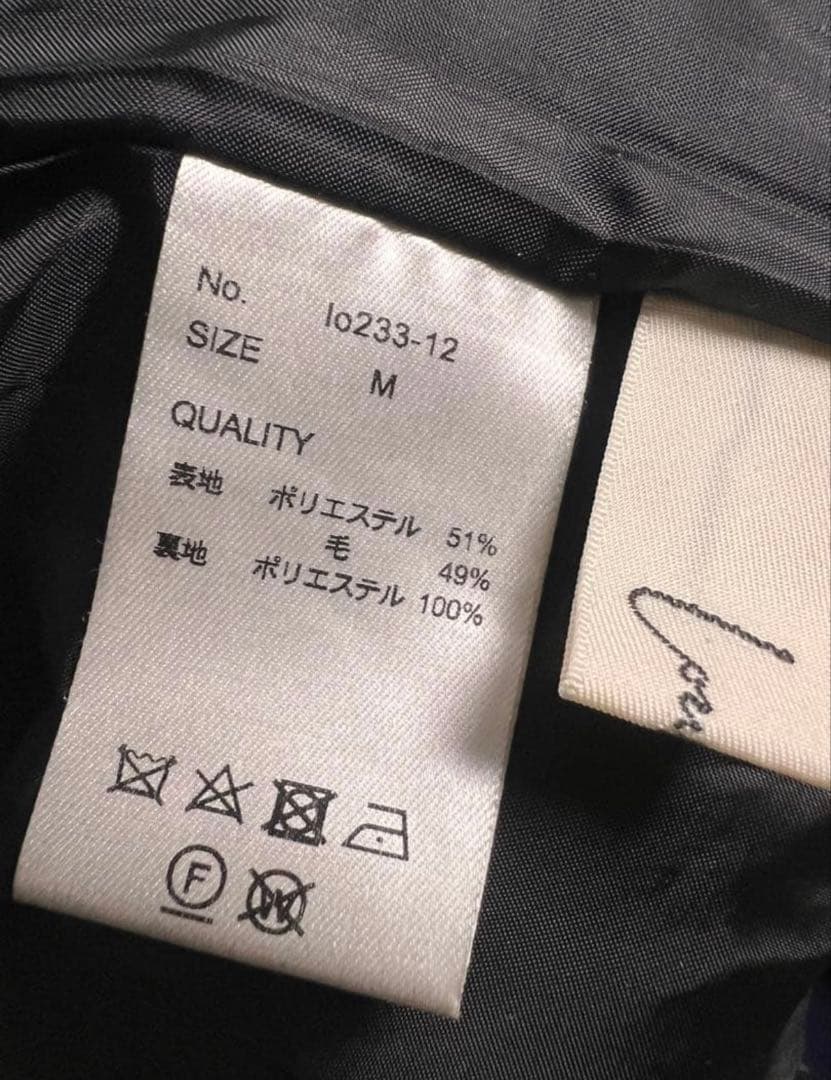 No. lo233-12
SIZE M
QUALITY
表地 ポリエステル 51%
毛 49%
裏地 ポリエステル 100%
F
W